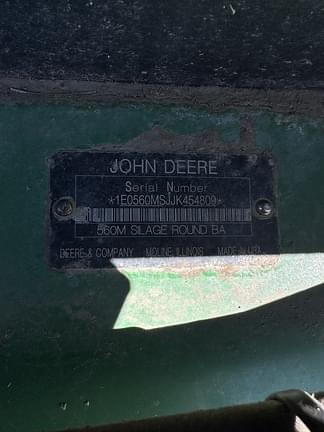 JOHN DEERE
Serial Number
*1E0560MSJJK454809*
560M SILAGE ROUND BA
DEERE & COMPANY MOLINE ILLINOIS MADE IN USA